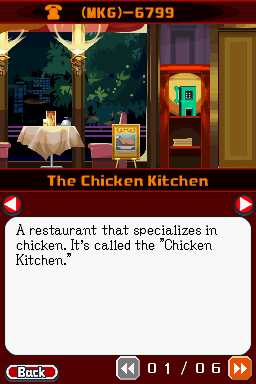 (MKG)-6799
The Chicken Kitchen
A restaurant that specializes in
chicken. It's called the "Chicken
Kitchen."
Back
01/06